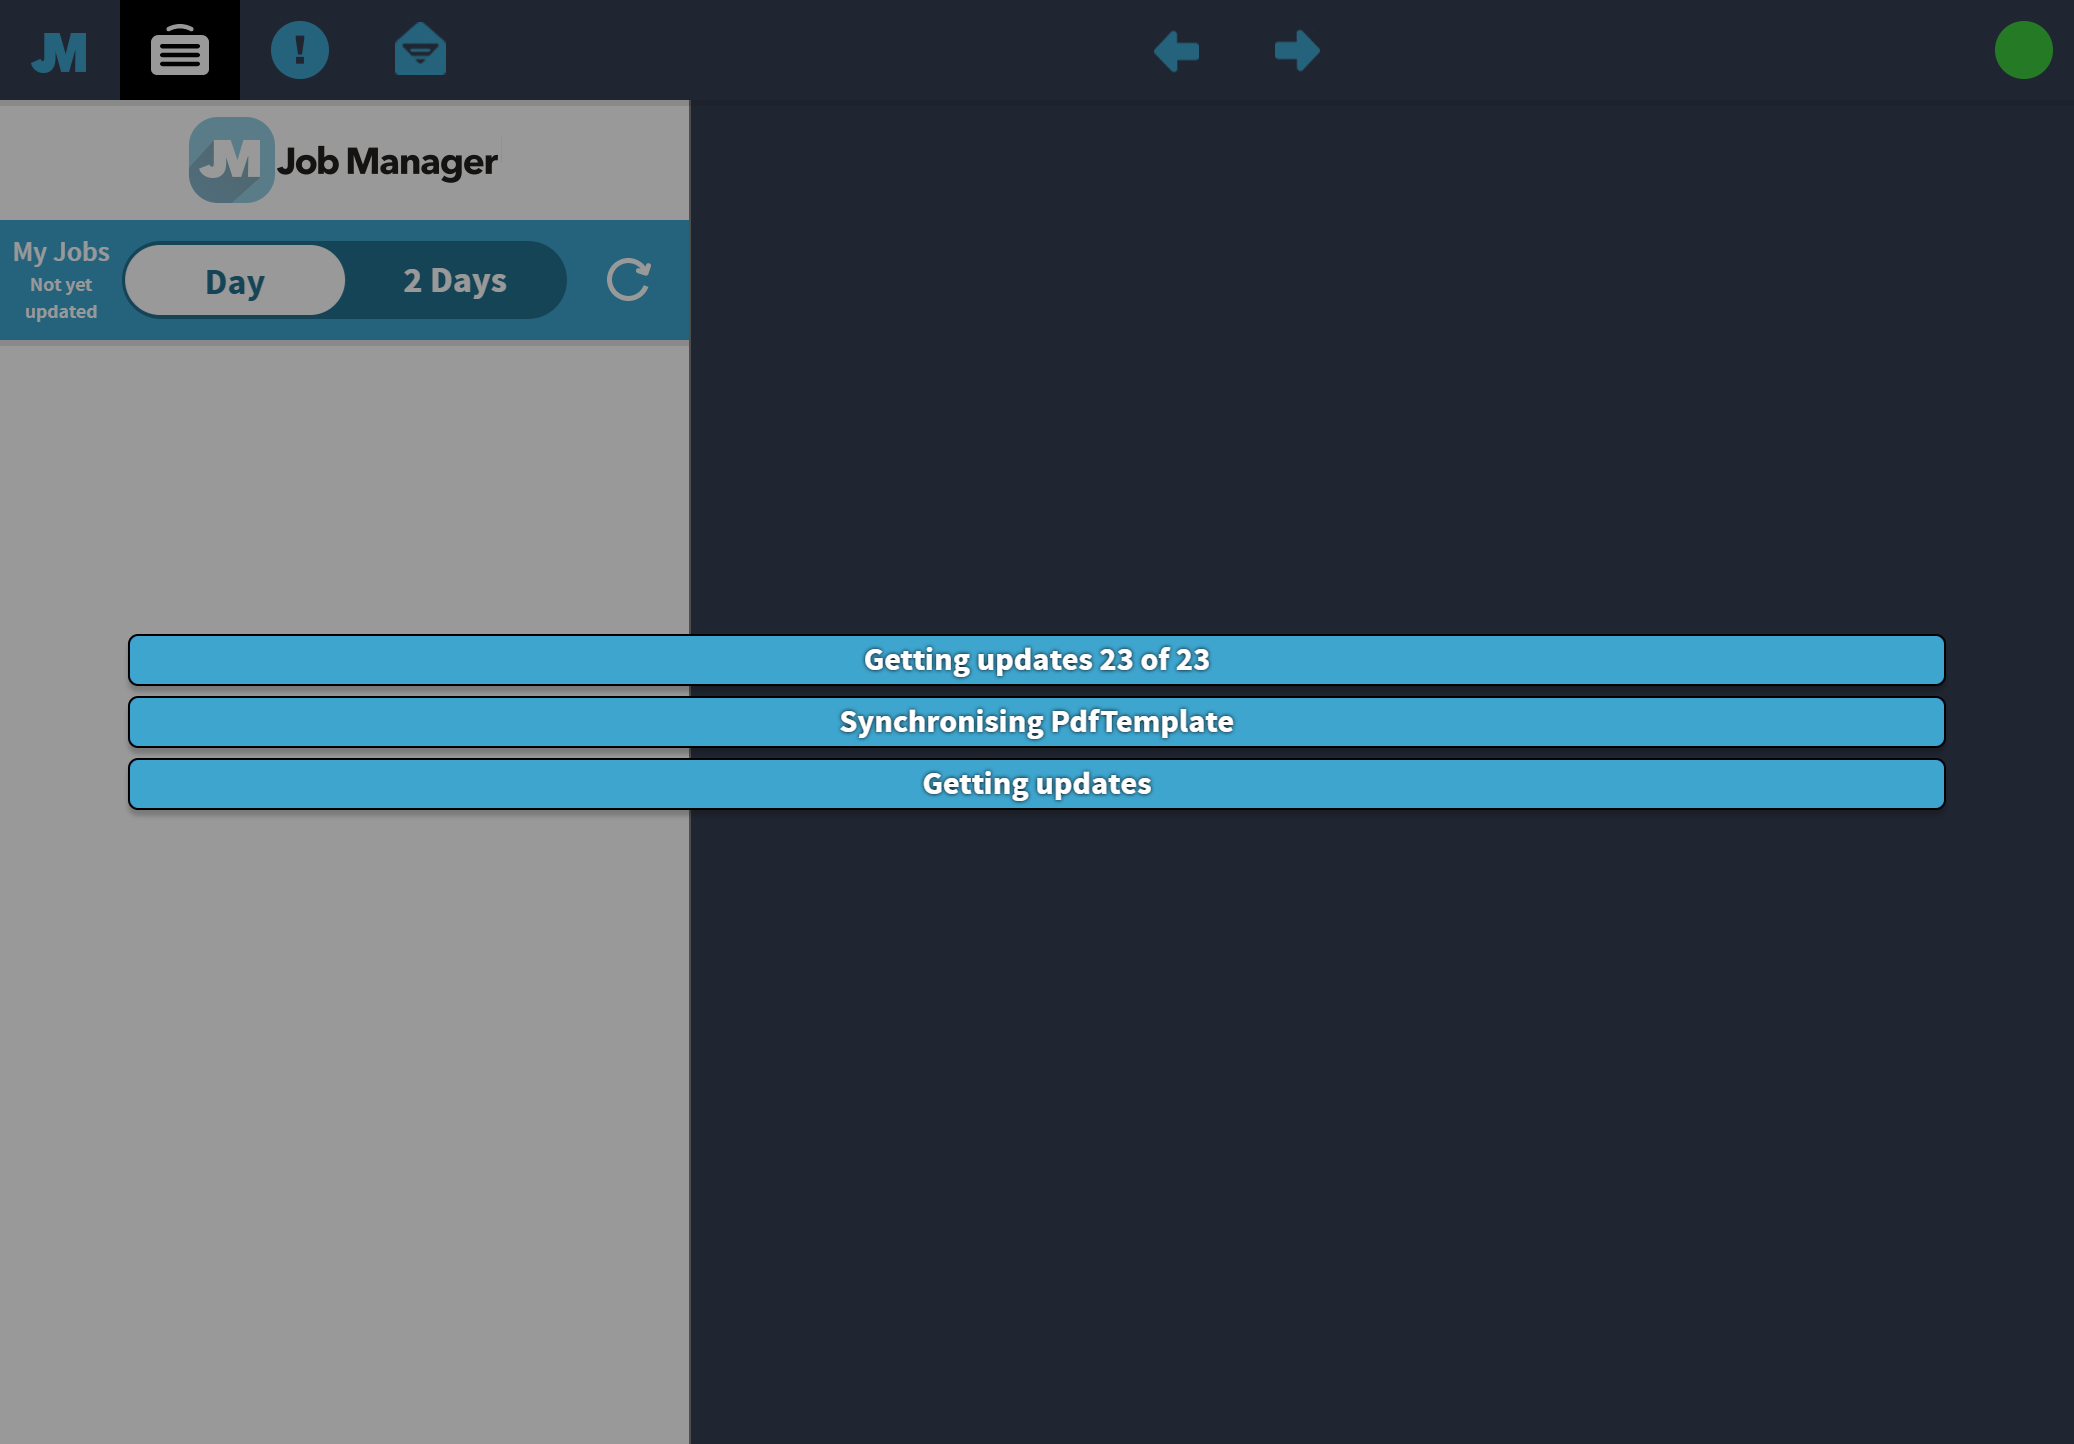 JM
!
JM Job Manager
My Jobs
Not yet
updated
Day
2 Days
Getting updates 23 of 23
Synchronising PdfTemplate
Getting updates